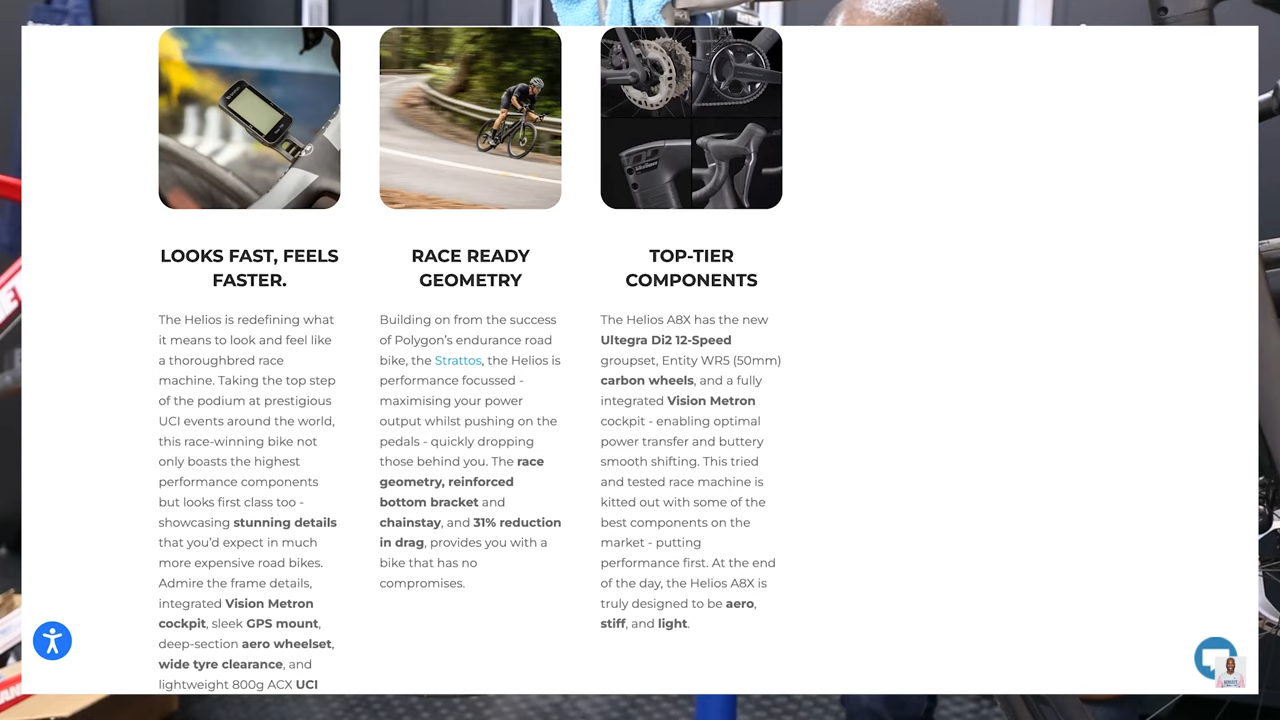 LOOKS FAST, FEELS
FASTER.
The Helios is redefining what
it means to look and feel like
a thoroughbred race
machine. Taking the top step
of the podium at prestigious
UCI events around the world,
this race-winning bike not
only boasts the highest
performance components
but looks first class too -
showcasing stunning details
that you'd expect in much
more expensive road bikes.
Admire the frame details,
integrated Vision Metron
cockpit, sleek GPS mount,
deep-section aero wheelset,
wide tyre clearance, and
lightweight 800g ACX UCI
RACE READY
GEOMETRY
Building on from the success
of Polygon's endurance road
bike, the Strattos, the Helios is
performance focussed -
maximising your power
output whilst pushing on the
pedals - quickly dropping
those behind you. The race
geometry, reinforced
bottom bracket and
chainstay, and 31% reduction
in drag, provides you with a
bike that has no
compromises.
TOP-TIER
COMPONENTS
The Helios A8X has the new
Ultegra Di2 12-Speed
groupset, Entity WR5 (50mm)
carbon wheels, and a fully
integrated Vision Metron
cockpit - enabling optimal
power transfer and buttery
smooth shifting. This tried
and tested race machine is
kitted out with some of the
best components on the
market - putting
performance first. At the end
of the day, the Helios A8X is
truly designed to be aero,
stiff, and light.